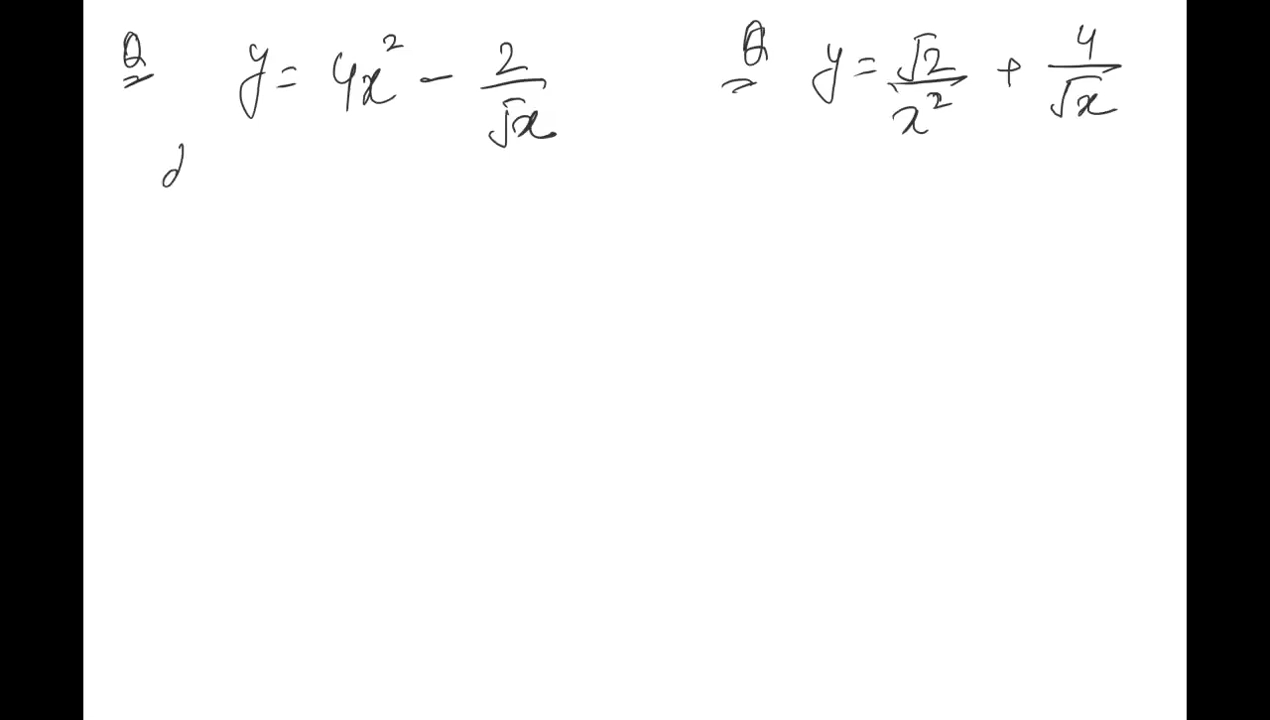 Q y = 4x² - 2/√x
d
Q y = √2/x² + 4/√x